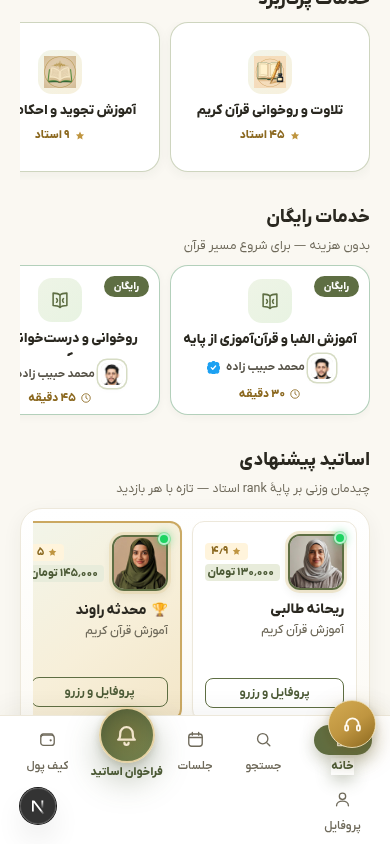 خدمات پرکاربرد
تلاوت و روخوانی قرآن کریم
۴۵ استاد
آموزش تجوید و احکا
۹ استاد
خدمات رایگان
بدون هزینه — برای شروع مسیر قرآن
رایگان
آموزش الفبا و قرآن‌آموزی از پایه
محمد حبیب زاده
۳۰ دقیقه
رایگان
روخوانی و درست‌خوان
محمد حبیب زاد
۴۵ دقیقه
اساتید پیشنهادی
چیدمان وزنی بر پایهٔ rank استاد — تازه با هر بازدید
۴٫۹
۱۳۰,۰۰۰ تومان
ریحانه طالبی
آموزش قرآن کریم
پروفایل و رزرو
۵
۱۴۵,۰۰۰ تومان
محدثه راوند
آموزش قرآن کریم
پروفایل و رزرو
خانه
جستجو
جلسات
فراخوان اساتید
کیف پول
پروفایل
N